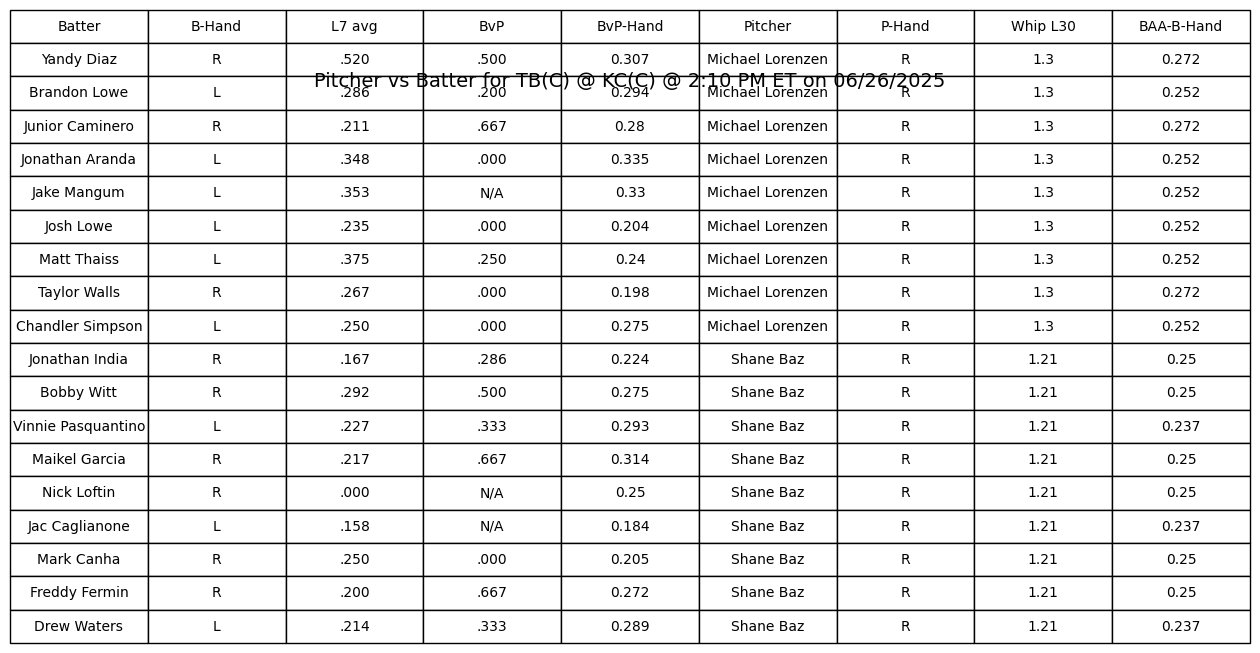 Batter B-Hand L7 avg BvP BvP-Hand Pitcher P-Hand Whip L30 BAA-B-Hand
Yandy Diaz R .520 .500 0.307 Michael Lorenzen R 1.3 0.272
Pitcher vs Batter for TB(C) @ KC(C) @ 2:10 PM ET on 06/26/2025
Brandon Lowe L .286 .200 0.294 Michael Lorenzen R 1.3 0.252
Junior Caminero R .211 .667 0.28 Michael Lorenzen R 1.3 0.272
Jonathan Aranda L .348 .000 0.335 Michael Lorenzen R 1.3 0.252
Jake Mangum L .353 N/A 0.33 Michael Lorenzen R 1.3 0.252
Josh Lowe L .235 .000 0.204 Michael Lorenzen R 1.3 0.252
Matt Thaiss L .375 .250 0.24 Michael Lorenzen R 1.3 0.252
Taylor Walls R .267 .000 0.198 Michael Lorenzen R 1.3 0.272
Chandler Simpson L .250 .000 0.275 Michael Lorenzen R 1.3 0.252
Jonathan India R .167 .286 0.224 Shane Baz R 1.21 0.25
Bobby Witt R .292 .500 0.275 Shane Baz R 1.21 0.25
Vinnie Pasquantino L .227 .333 0.293 Shane Baz R 1.21 0.237
Maikel Garcia R .217 .667 0.314 Shane Baz R 1.21 0.25
Nick Loftin R .000 N/A 0.25 Shane Baz R 1.21 0.25
Jac Caglianone L .158 N/A 0.184 Shane Baz R 1.21 0.237
Mark Canha R .250 .000 0.205 Shane Baz R 1.21 0.25
Freddy Fermin R .200 .667 0.272 Shane Baz R 1.21 0.25
Drew Waters L .214 .333 0.289 Shane Baz R 1.21 0.237